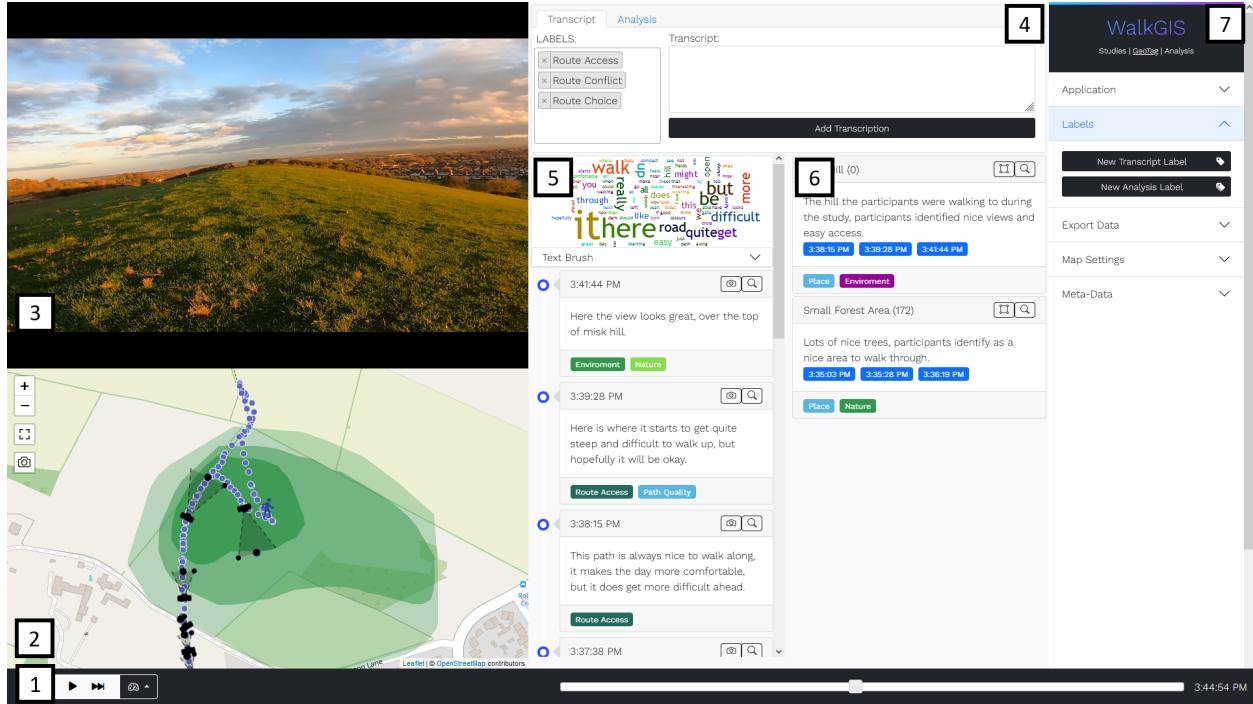 3
+
−
2
Leaflet | © OpenStreetMap contributors
1
3:44:54 PM
Transcript Analysis
4
LABELS:
× Route Access
× Route Conflict
× Route Choice
Transcript:
Add Transcription
5
walk
up
might
open
more
you
really
does
but
be
through
this
like
difficult
it
here
road
quite
get
easy
Text Brush
3:41:44 PM
Here the view looks great, over the top
of misk hill.
Enviroment Nature
3:39:28 PM
Here is where it starts to get quite
steep and difficult to walk up, but
hopefully it will be okay.
Route Access Path Quality
3:38:15 PM
This path is always nice to walk along,
it makes the day more comfortable,
but it does get more difficult ahead.
Route Access
3:37:38 PM
6
ill (0)
The hill the participants were walking to during
the study, participants identified nice views and
easy access.
3:38:15 PM 3:39:28 PM 3:41:44 PM
Place Enviroment
Small Forest Area (172)
Lots of nice trees, participants identify as a
nice area to walk through.
3:35:03 PM 3:35:28 PM 3:36:19 PM
Place Nature
WalkGIS
7
Studies | GeoTag | Analysis
Application
Labels
New Transcript Label
New Analysis Label
Export Data
Map Settings
Meta-Data